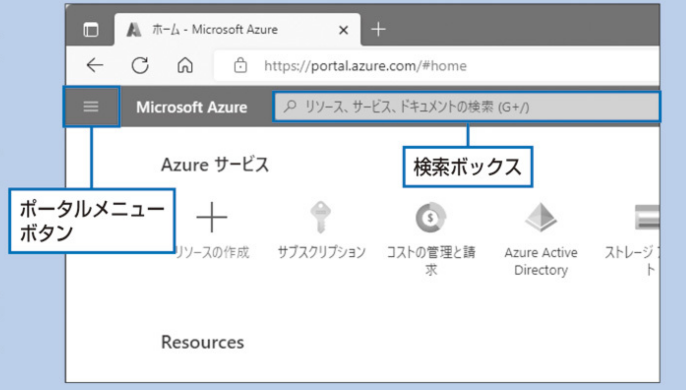 ホーム - Microsoft Azure
https://portal.azure.com/#home
Microsoft Azure
リソース、サービス、ドキュメントの検索 (G+/)
Azure サービス
検索ボックス
ポータルメニュー
ボタン
リソースの作成
サブスクリプション
コストの管理と請
求
Azure Active
Directory
ストレージ
ト
Resources